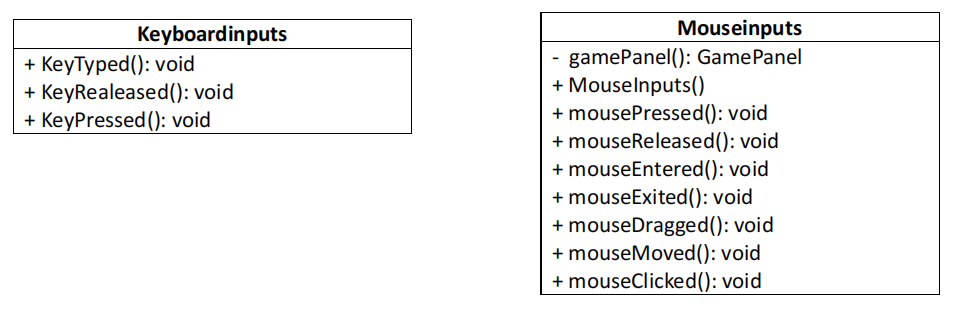 Keyboardinputs
+ KeyTyped(): void
+ KeyRealeased(): void
+ KeyPressed(): void
Mouseinputs
- gamePanel(): GamePanel
+ MouseInputs()
+ mousePressed(): void
+ mouseReleased(): void
+ mouseEntered(): void
+ mouseExited(): void
+ mouseDragged(): void
+ mouseMoved(): void
+ mouseClicked(): void